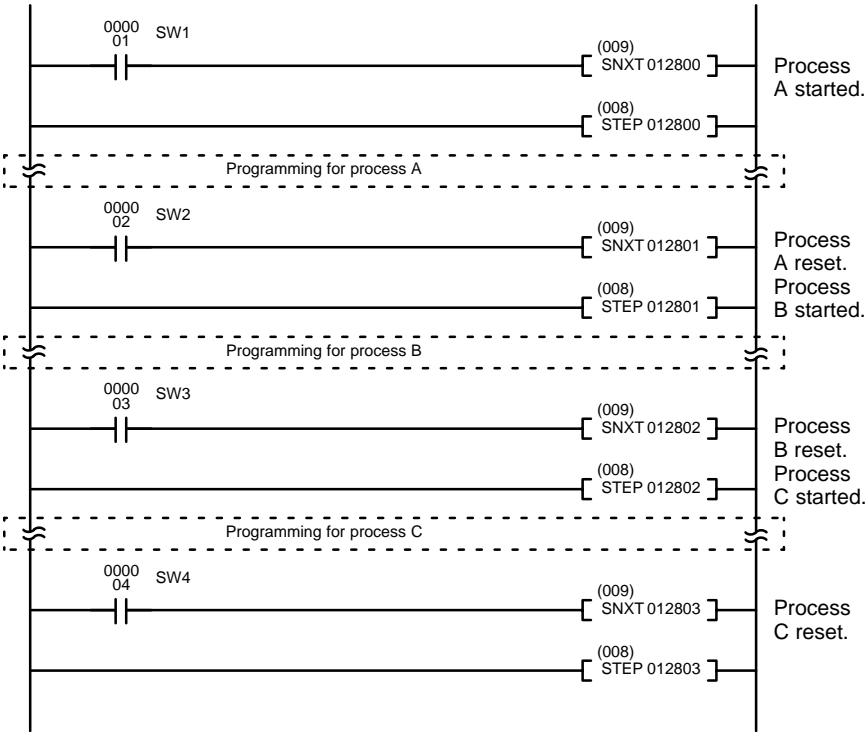 0000
01 SW1
(009)
SNXT 012800
Process
A started.
(008)
STEP 012800
Programming for process A
0000
02 SW2
(009)
SNXT 012801
Process
A reset.
Process
B started.
(008)
STEP 012801
Programming for process B
0000
03 SW3
(009)
SNXT 012802
Process
B reset.
Process
C started.
(008)
STEP 012802
Programming for process C
0000
04 SW4
(009)
SNXT 012803
Process
C reset.
(008)
STEP 012803